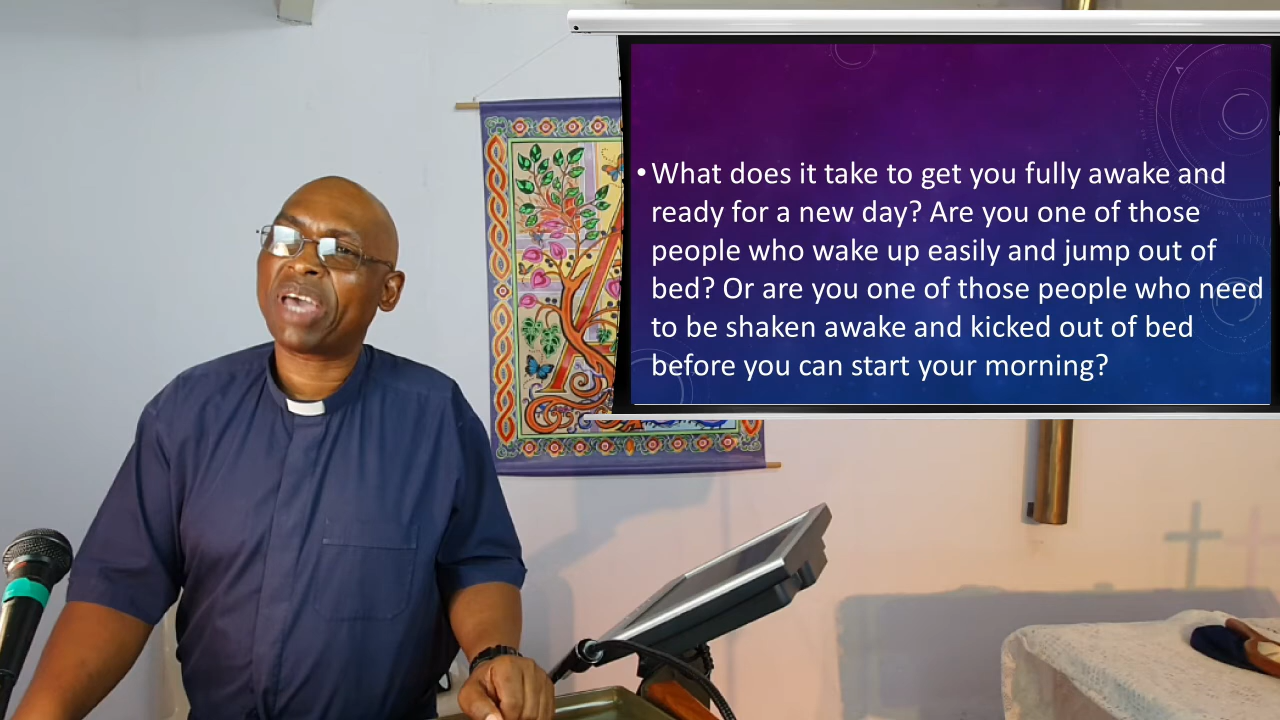 • What does it take to get you fully awake and
ready for a new day? Are you one of those
people who wake up easily and jump out of
bed? Or are you one of those people who need
to be shaken awake and kicked out of bed
before you can start your morning?